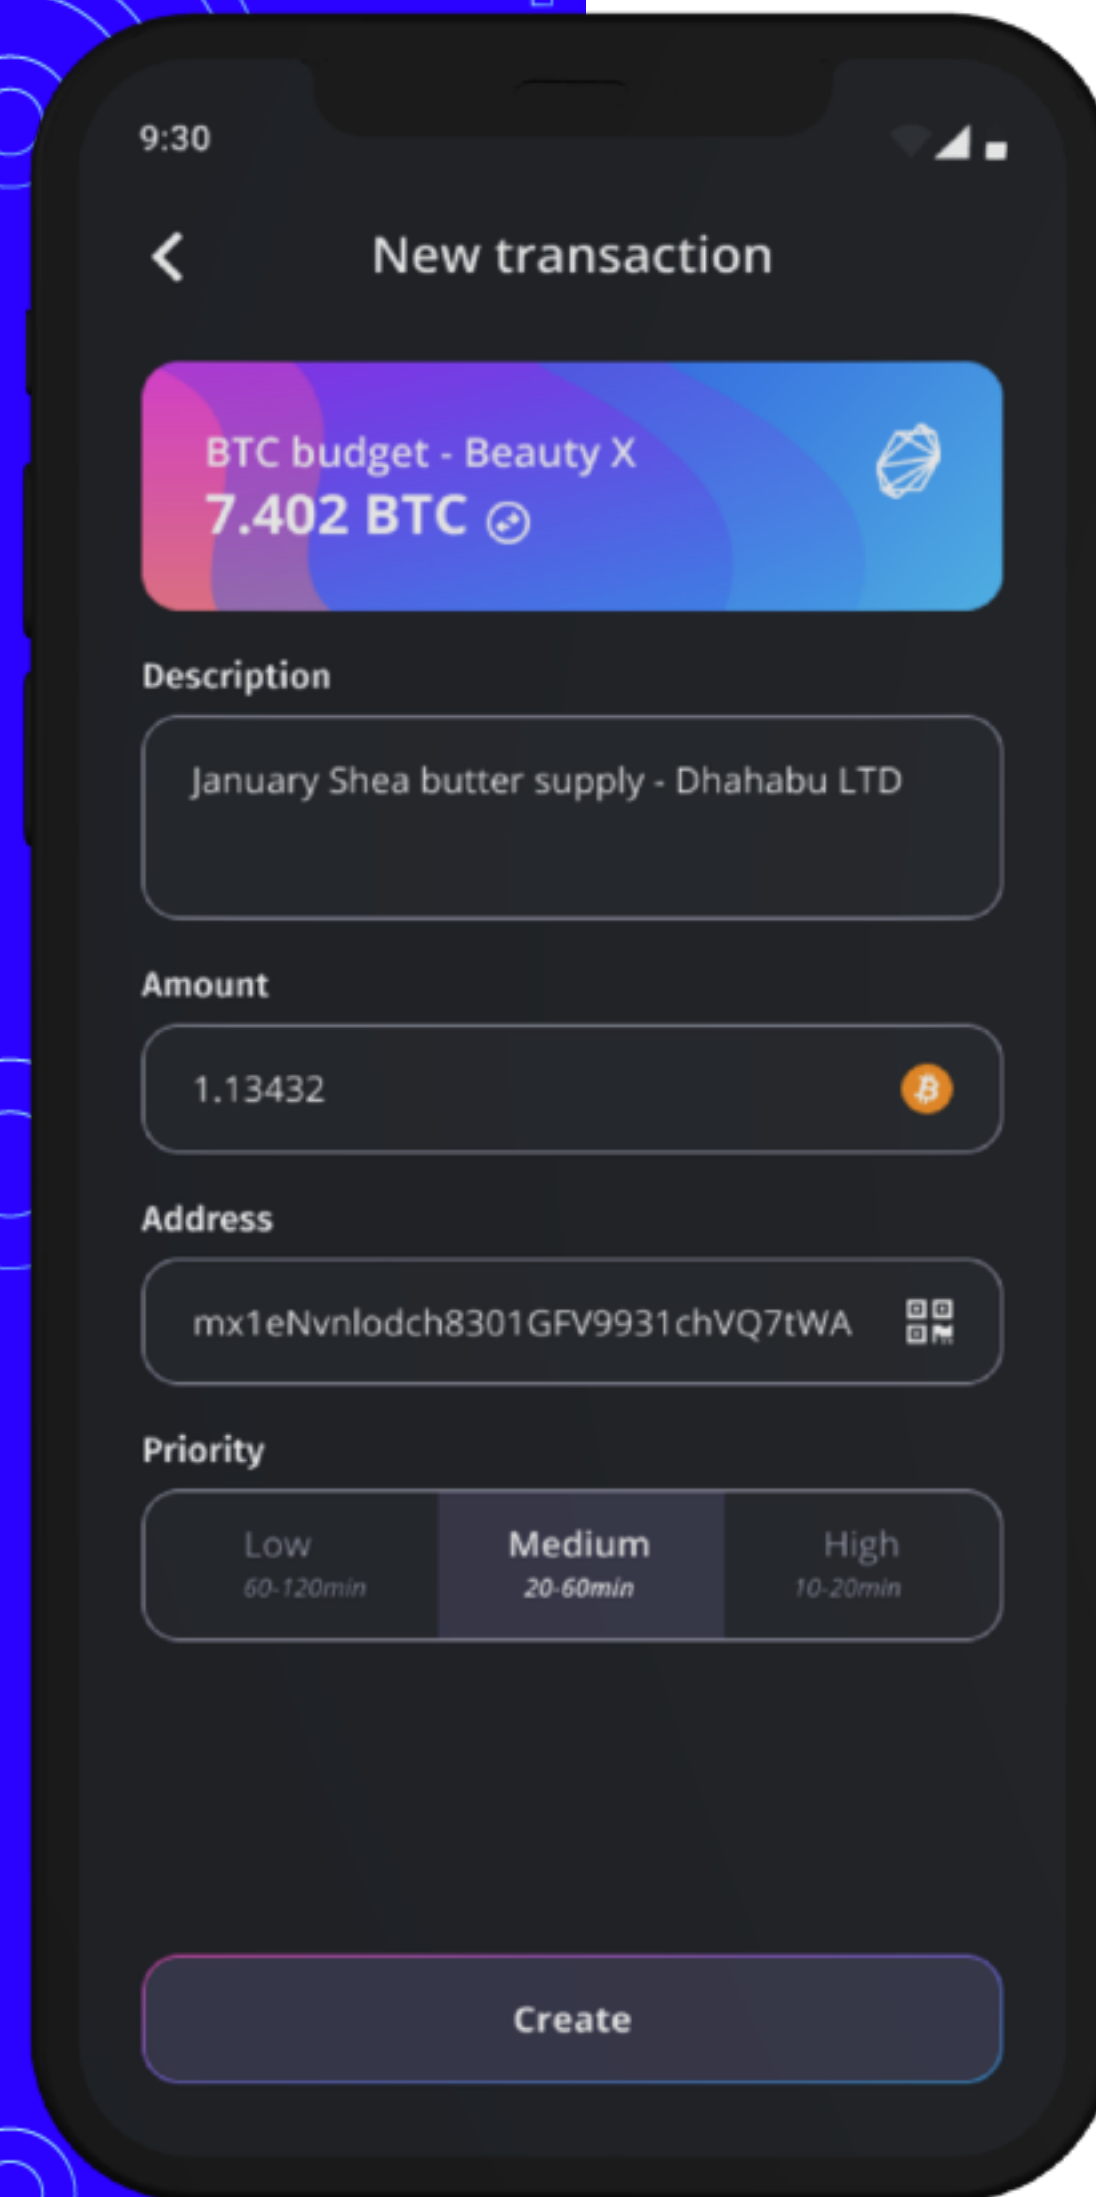 9:30
New transaction
BTC budget - Beauty X
7.402 BTC
Description
January Shea butter supply - Dhahabu LTD
Amount
1.13432
Address
mx1eNvnlodch8301GFV9931chVQ7tWA
Priority
Low Medium High
60-120min 20-60min 10-20min
Create